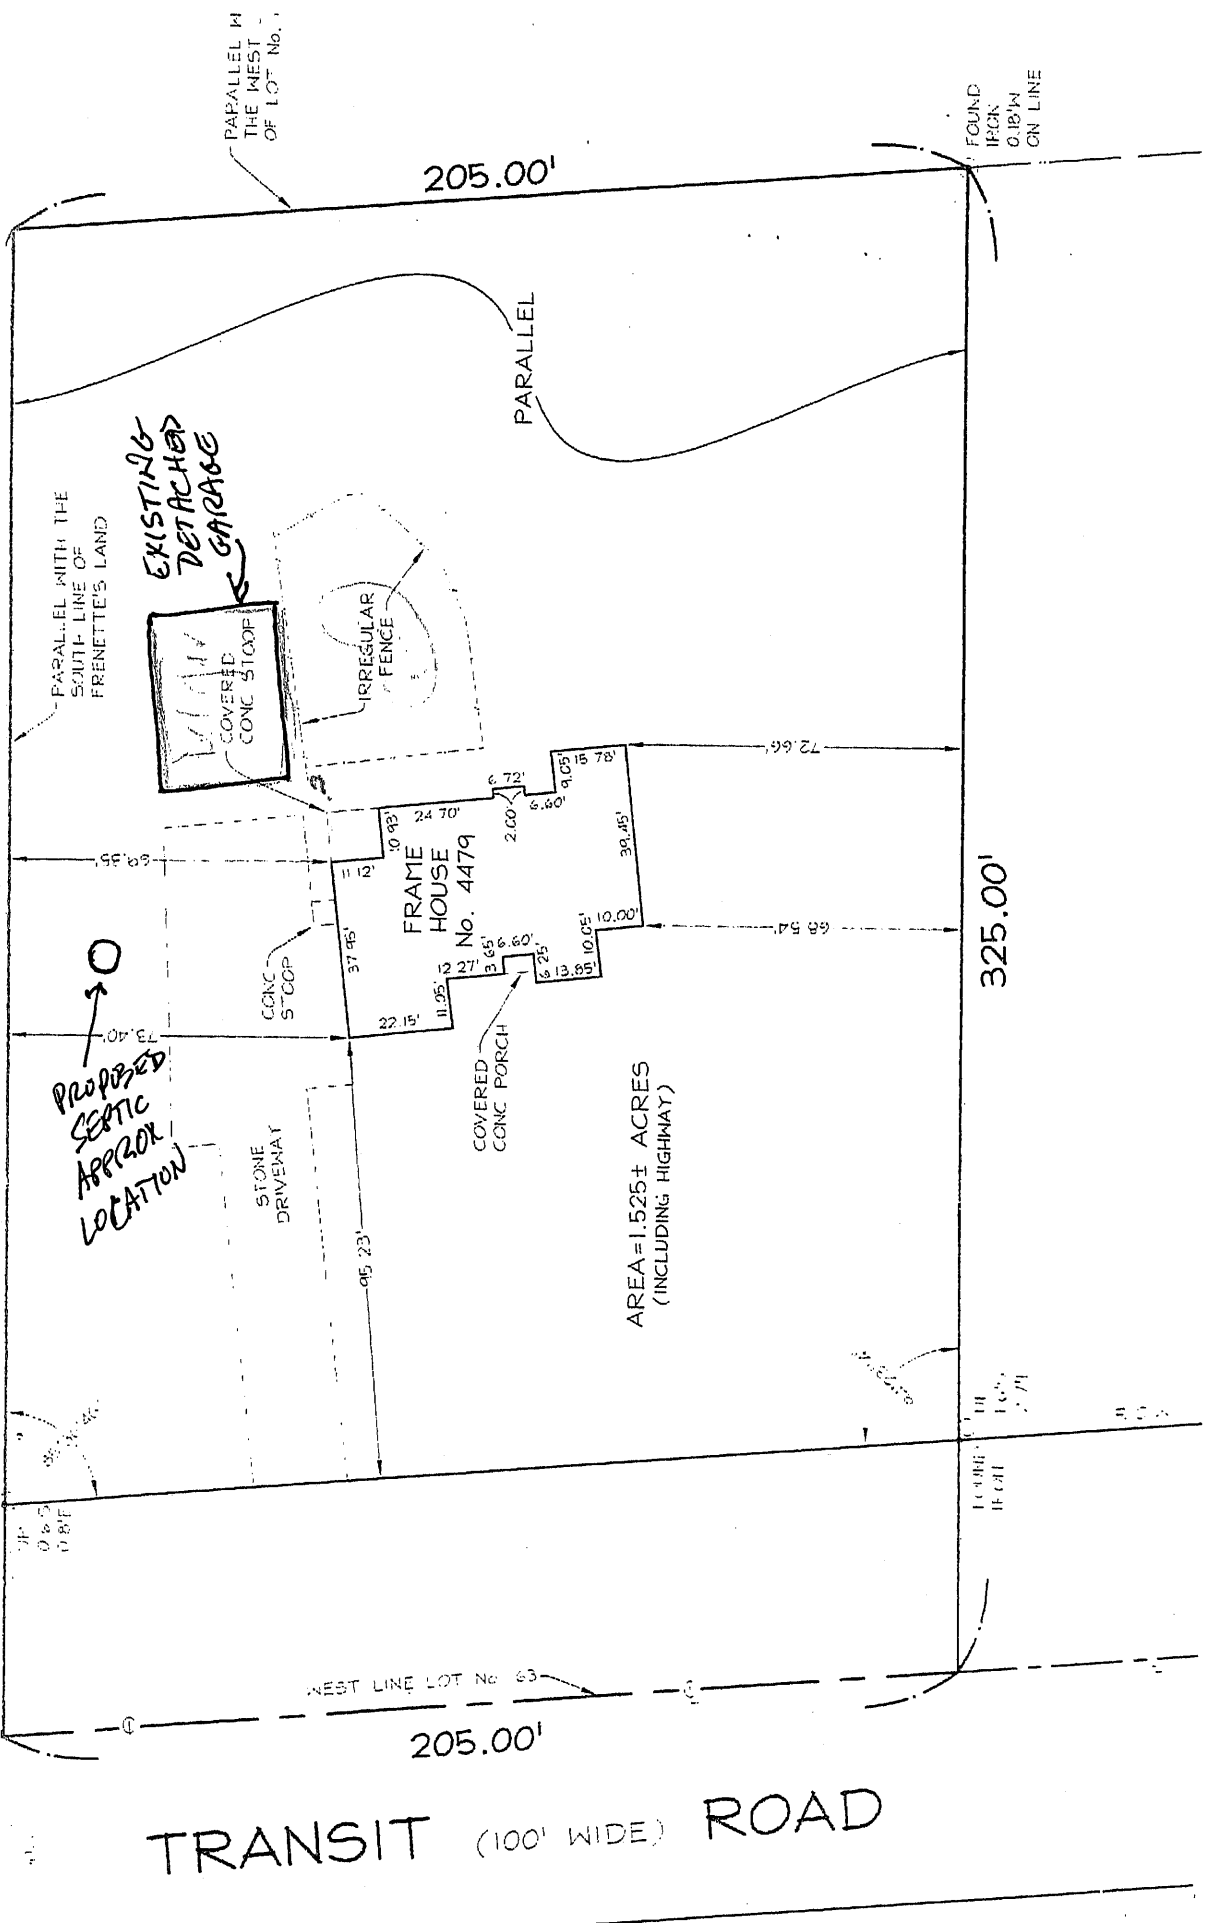 PARALLEL W
THE WEST
OF LOT No.
FOUND
IRON
0.18'W
ON LINE
205.00'
PARALLEL
EXISTING
DETACHED
GARAGE
PARALLEL WITH THE
SOUTH LINE OF
FRENETTE'S LAND
COVERED
CONC STOOP
IRREGULAR
FENCE
?
69.35'
72.66'
6.72'
9.05'
15.78'
24.70'
2.00'
6.60'
10.93'
11.12'
39.45'
FRAME
HOUSE
No. 4479
325.00'
37.95'
CONC
STOOP
12.27'
3.65'
6.60'
6.25'
13.85'
10.05'
10.00'
68.54'
11.95'
22.15'
73.40'
PROPOSED
SEPTIC
APPROX
LOCATION
COVERED
CONC PORCH
STONE
DRIVEWAY
95.23'
AREA=1.525± ACRES
(INCLUDING HIGHWAY)
FOUND
IRON
WEST LINE LOT No 63
205.00'
TRANSIT (100' WIDE) ROAD